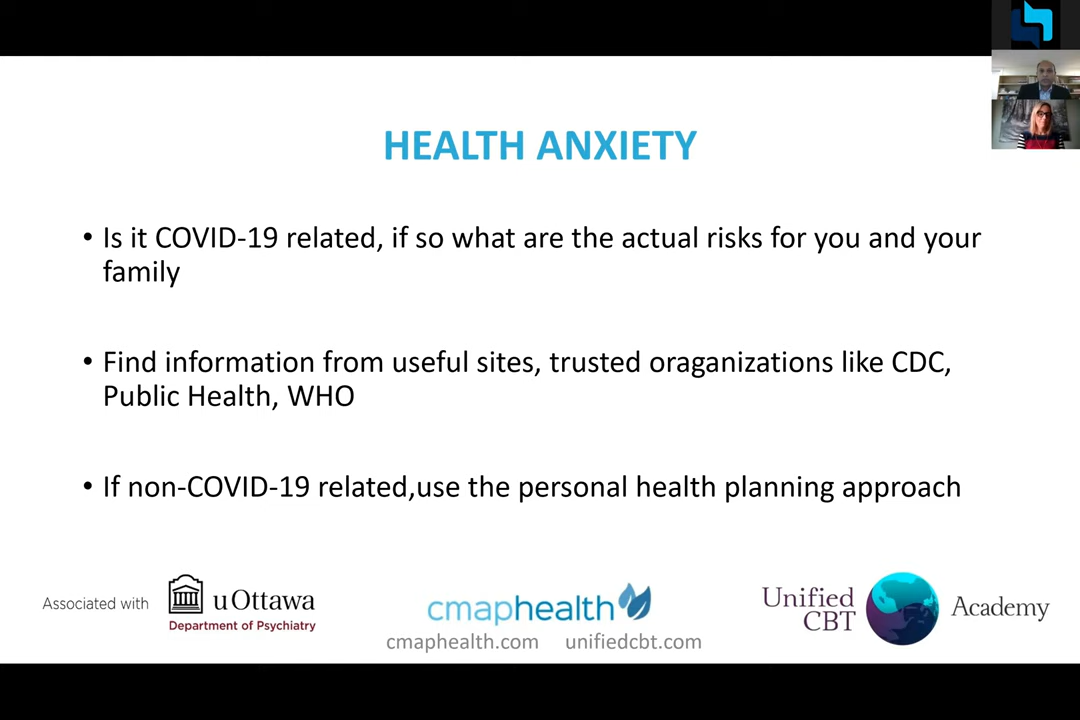 HEALTH ANXIETY
• Is it COVID-19 related, if so what are the actual risks for you and your
family
• Find information from useful sites, trusted oraganizations like CDC,
Public Health, WHO
• If non-COVID-19 related,use the personal health planning approach
Associated with
uOttawa
Department of Psychiatry
cmaphealth
cmaphealth.com unifiedcbt.com
Unified
CBT
Academy